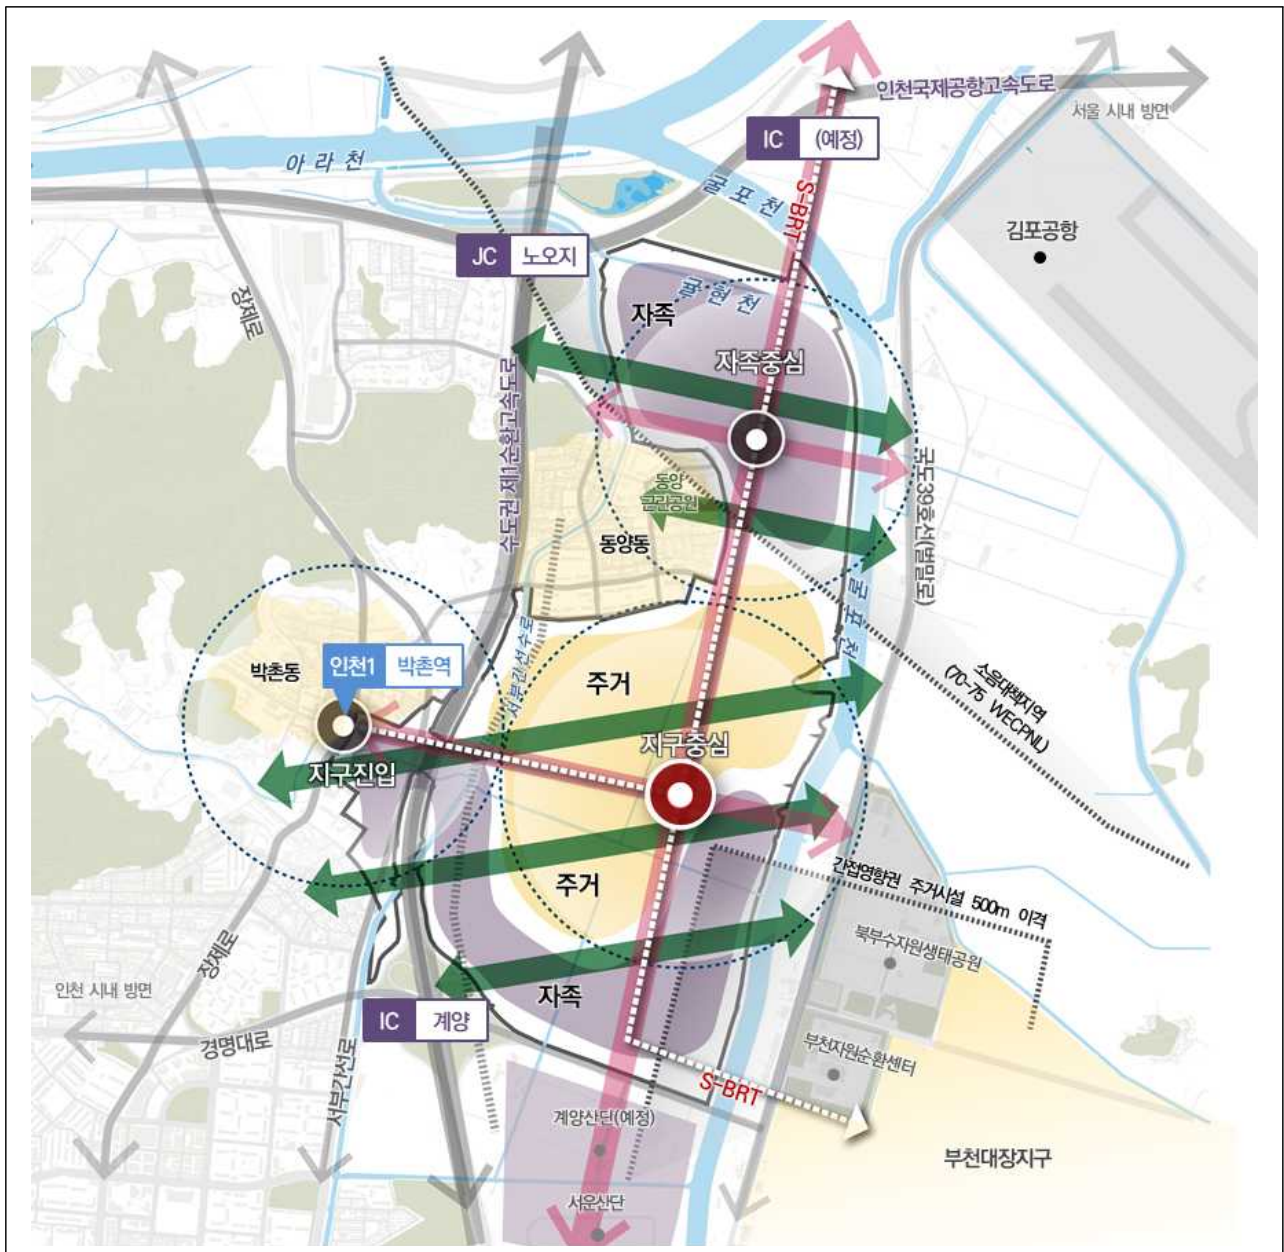 인천국제공항고속도로
서울 시내 방면
IC (예정)
아라천
굴포천
S-BRT
김포공항
JC 노오지
장제로
자족
자족중심
수도권 제1순환고속도로
국도39호선(벌말로)
동양
근린공원
동양동
굴포천
서부간선수로
소음대책지역
(70~75 WECPNL)
박촌동
인천1 박촌역
주거
지구중심
지구진입
주거
간접영향권 주거시설 500m 이격
북부수자원생태공원
장제로
인천 시내 방면
자족
IC 계양
경명대로
서부간선로
부천자원순환센터
S-BRT
계양산단(예정)
부천대장지구
서운산단